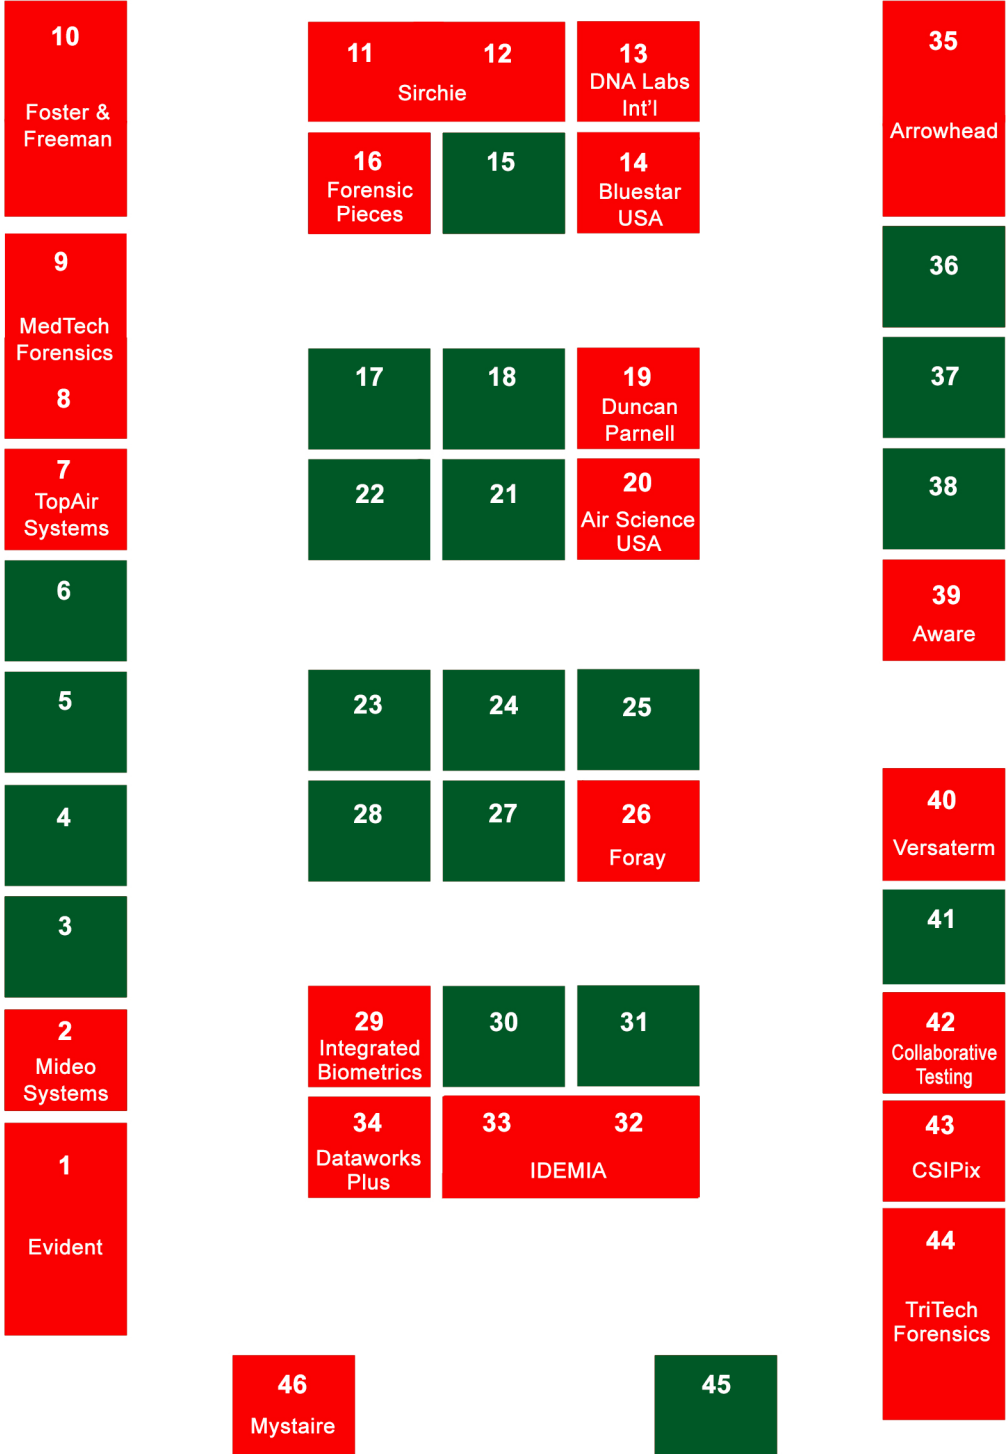 10
Foster &
Freeman
9
MedTech
Forensics
8
7
TopAir
Systems
6
5
4
3
2
Mideo
Systems
1
Evident
11 12
Sirchie
13
DNA Labs
Int'l
16
Forensic
Pieces
15
14
Bluestar
USA
17
18
19
Duncan
Parnell
22
21
20
Air Science
USA
23
24
25
28
27
26
Foray
29
Integrated
Biometrics
30
31
34
Dataworks
Plus
33 32
IDEMIA
35
Arrowhead
36
37
38
39
Aware
40
Versaterm
41
42
Collaborative
Testing
43
CSIPix
44
TriTech
Forensics
46
Mystaire
45